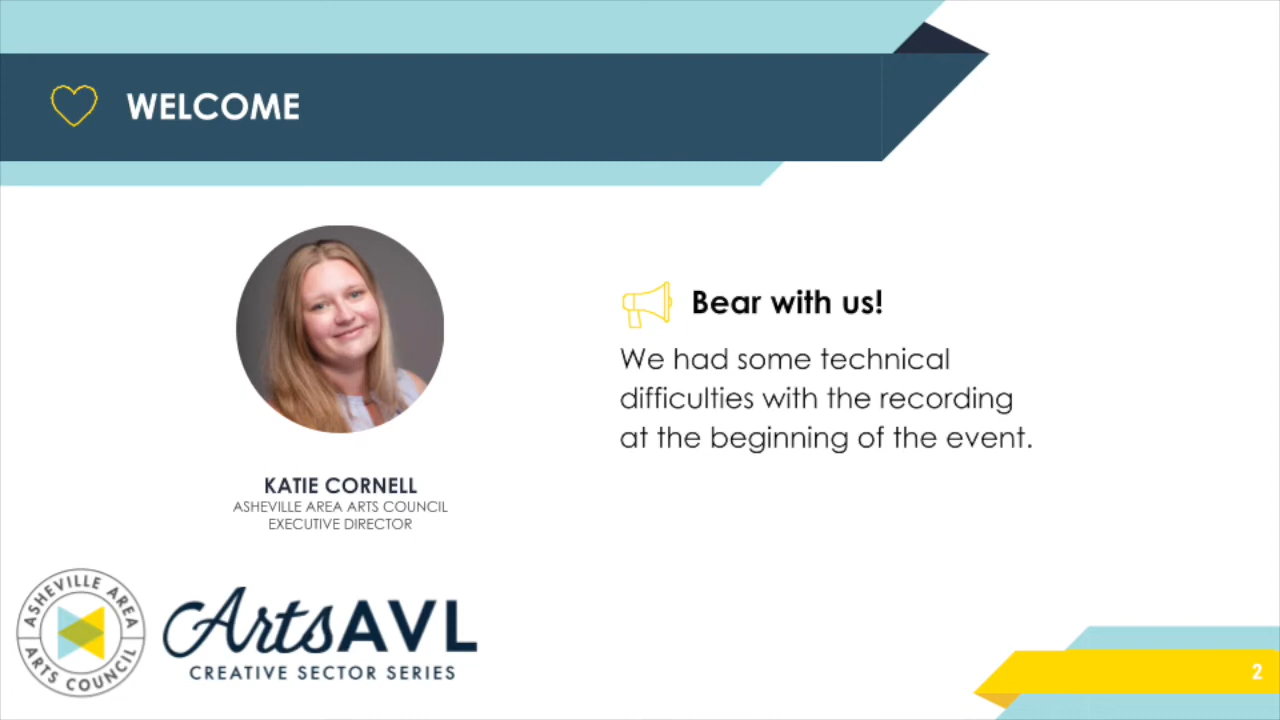 WELCOME
Bear with us!
We had some technical
difficulties with the recording
at the beginning of the event.
KATIE CORNELL
ASHEVILLE AREA ARTS COUNCIL
EXECUTIVE DIRECTOR
ASHEVILLE AREA
ARTS COUNCIL
ArtsAVL
CREATIVE SECTOR SERIES
2